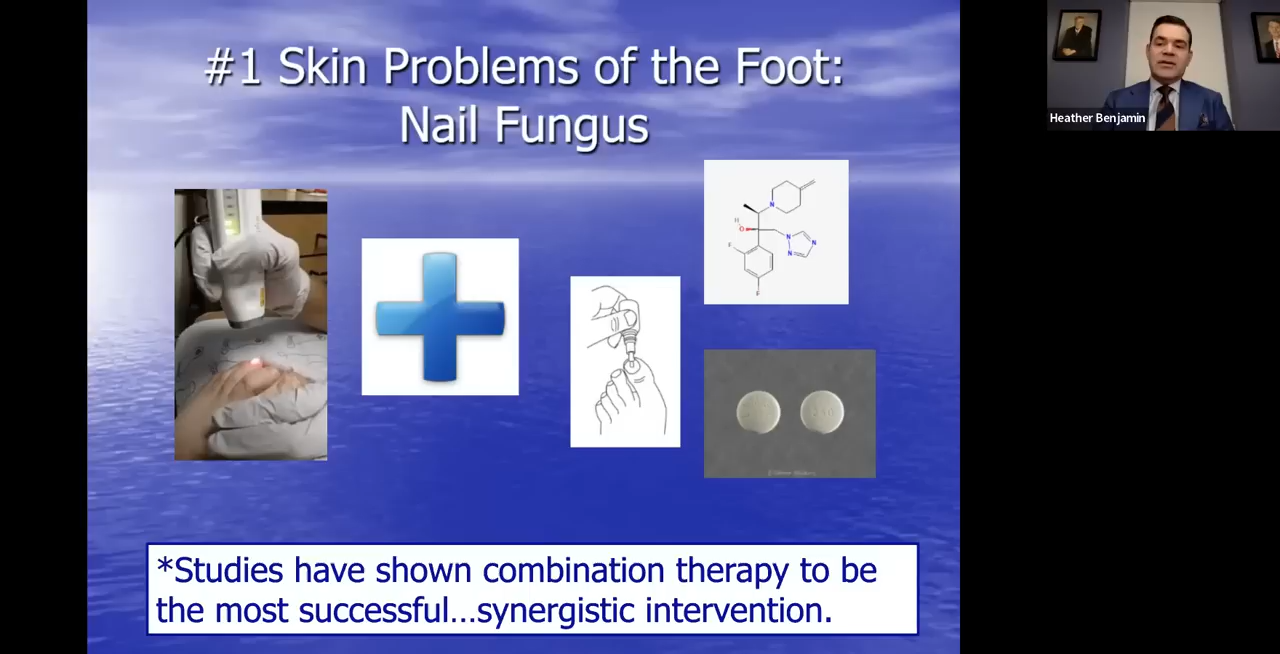 #1 Skin Problems of the Foot:
Nail Fungus
Heather Benjamin
H
O
N
N
N
N
F
F
*Studies have shown combination therapy to be
the most successful...synergistic intervention.